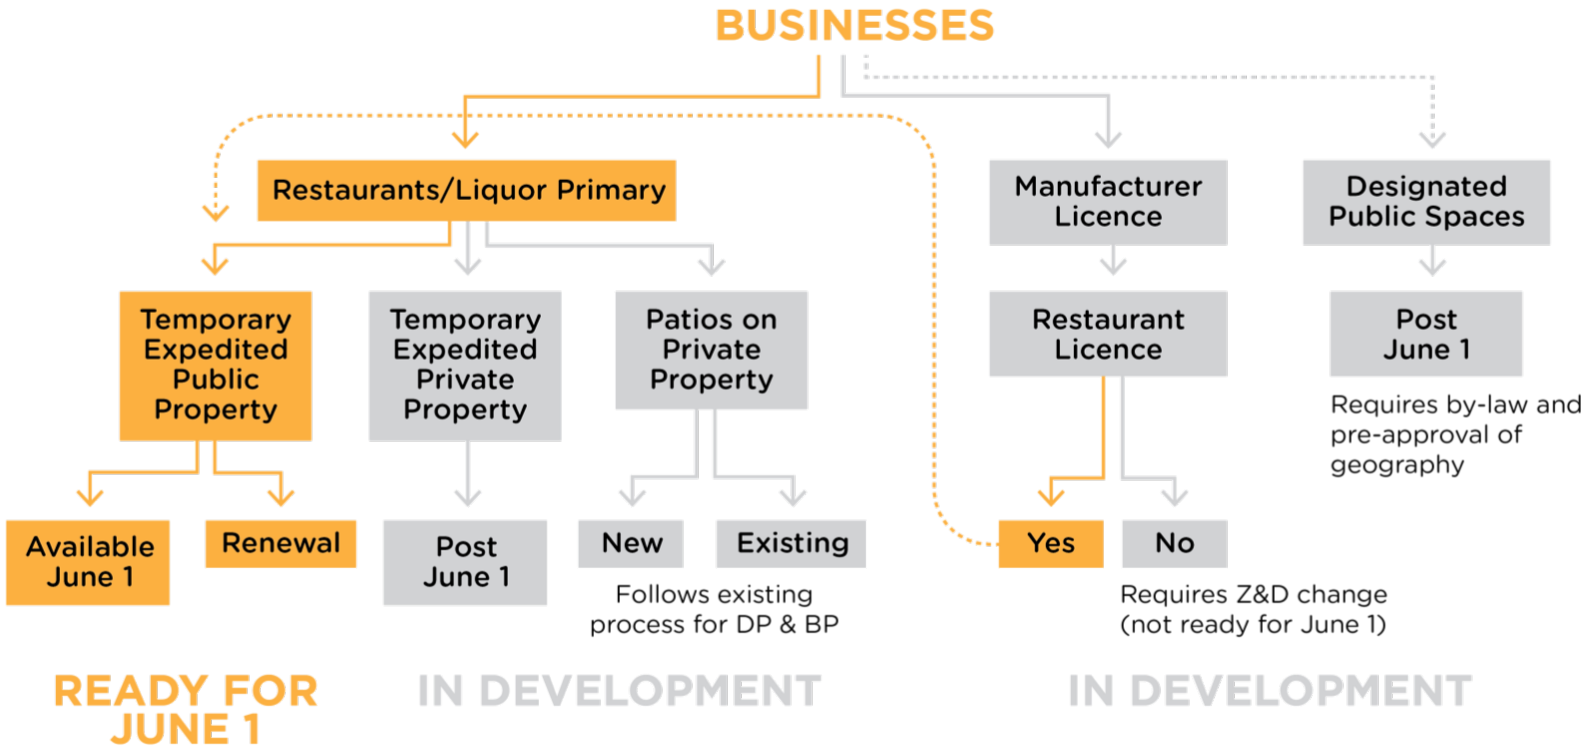 BUSINESSES
Restaurants/Liquor Primary
Manufacturer
Licence
Designated
Public Spaces
Temporary
Expedited
Public
Property
Temporary
Expedited
Private
Property
Patios on
Private
Property
Restaurant
Licence
Post
June 1
Requires by-law and
pre-approval of
geography
Available
June 1
Renewal
Post
June 1
New
Existing
Follows existing
process for DP & BP
Yes
No
Requires Z&D change
(not ready for June 1)
READY FOR
JUNE 1
IN DEVELOPMENT
IN DEVELOPMENT